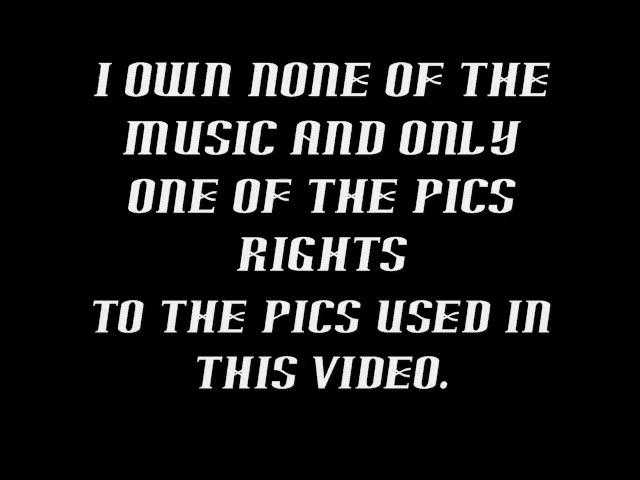 I OWN NONE OF THE
MUSIC AND ONLY
ONE OF THE PICS
RIGHTS
TO THE PICS USED IN
THIS VIDEO.